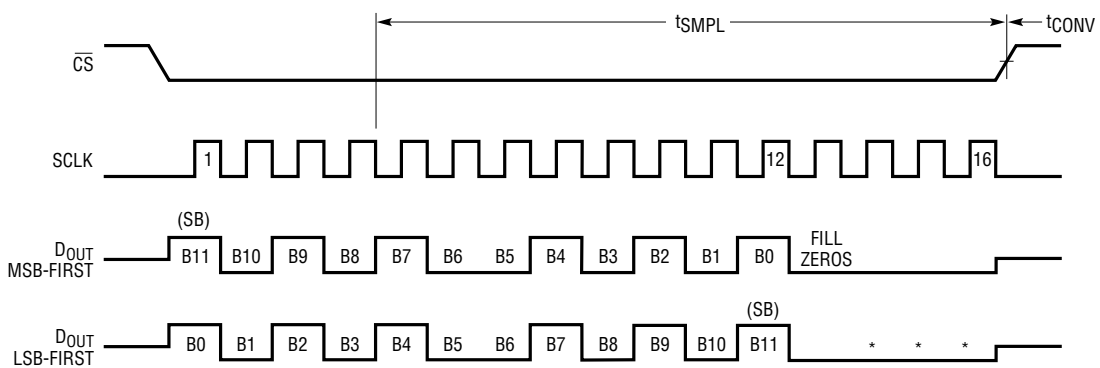 tSMPL tCONV
CS
SCLK 1 12 16
(SB)
DOUT MSB-FIRST B11 B10 B9 B8 B7 B6 B5 B4 B3 B2 B1 B0 FILL ZEROS
(SB)
DOUT LSB-FIRST B0 B1 B2 B3 B4 B5 B6 B7 B8 B9 B10 B11 * * *